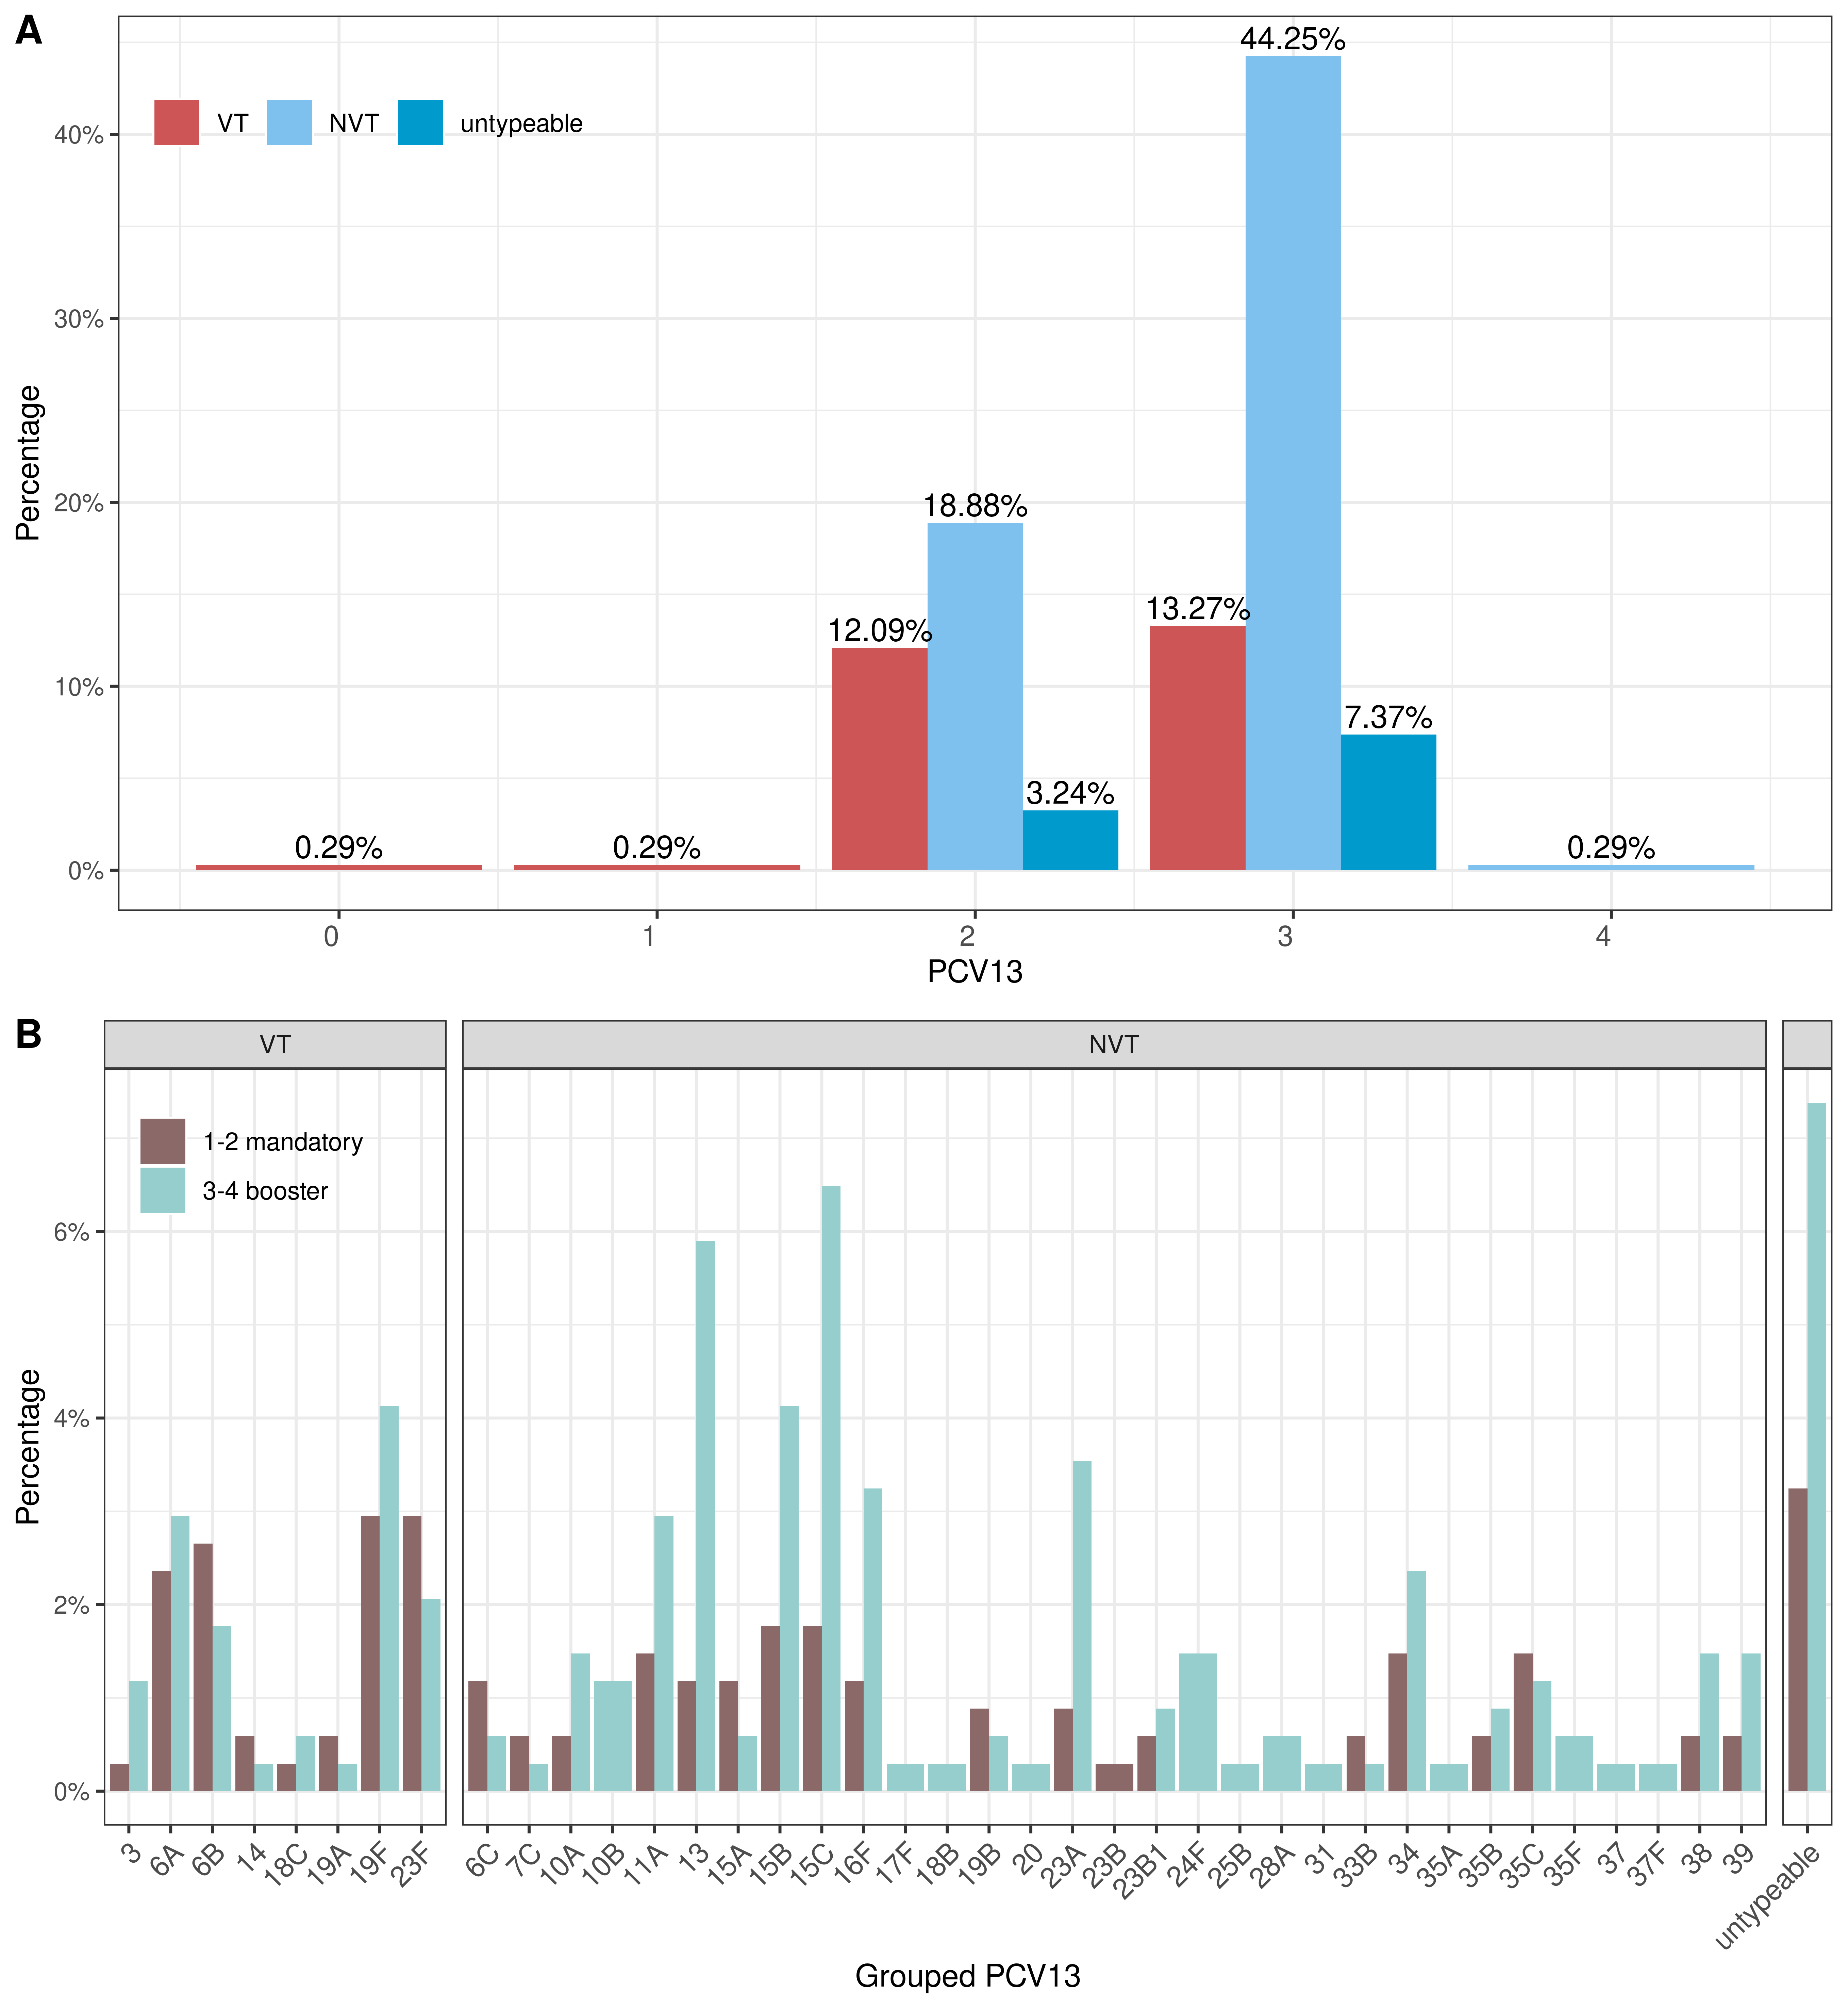 A
44.25%
VT NVT untypeable
40%
30%
Percentage
20%
18.88%
13.27%
12.09%
10%
7.37%
3.24%
0.29% 0.29% 0.29%
0%
0 1 2 3 4
PCV13
B
VT NVT
1-2 mandatory
3-4 booster
6%
4%
Percentage
2%
0%
3 6A 6B 14 18C 19A 19F 23F 6C 7C 10A 10B 11A 13 15A 15B 15C 16F 17F 18B 19B 20 23A 23B 23B1 24F 25B 28A 31 33B 34 35A 35B 35C 35F 37 37F 38 39 untypeable
Grouped PCV13